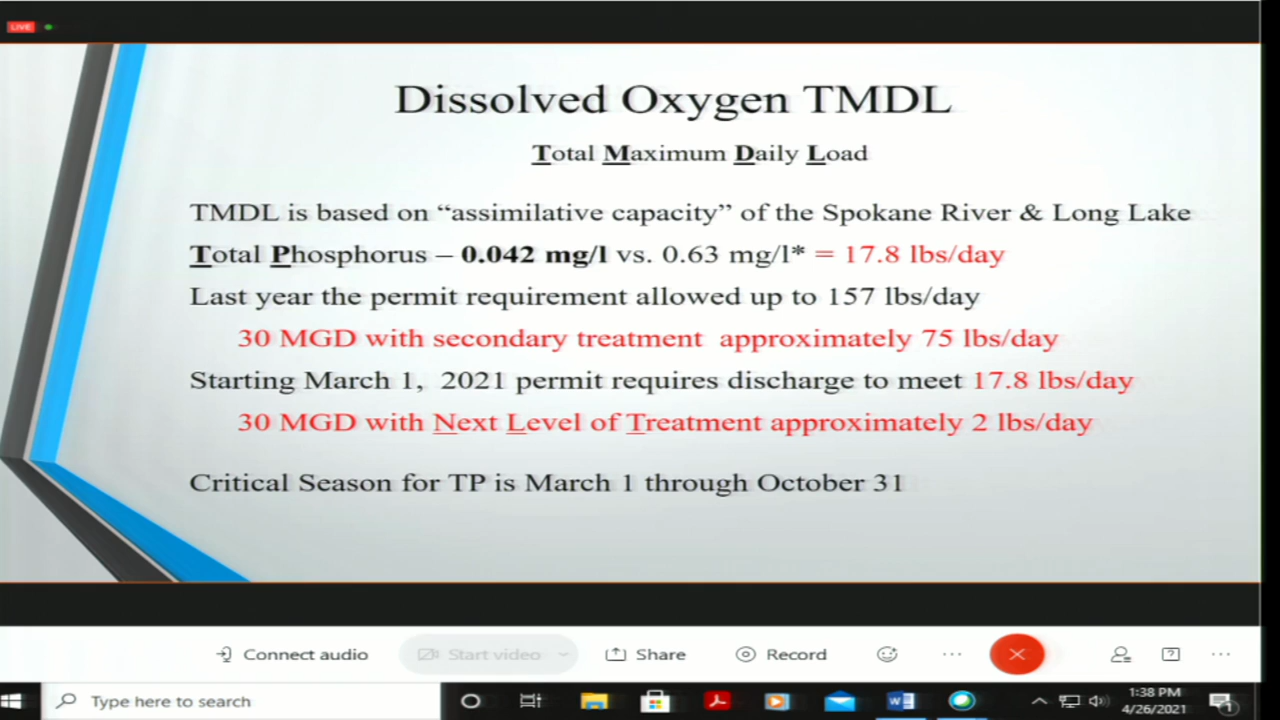 LIVE
Dissolved Oxygen TMDL
Total Maximum Daily Load
TMDL is based on “assimilative capacity” of the Spokane River & Long Lake
Total Phosphorus – 0.042 mg/l vs. 0.63 mg/l* = 17.8 lbs/day
Last year the permit requirement allowed up to 157 lbs/day
30 MGD with secondary treatment approximately 75 lbs/day
Starting March 1, 2021 permit requires discharge to meet 17.8 lbs/day
30 MGD with Next Level of Treatment approximately 2 lbs/day
Critical Season for TP is March 1 through October 31
Connect audio Start video Share Record
Type here to search
1:38 PM
4/26/2021
1